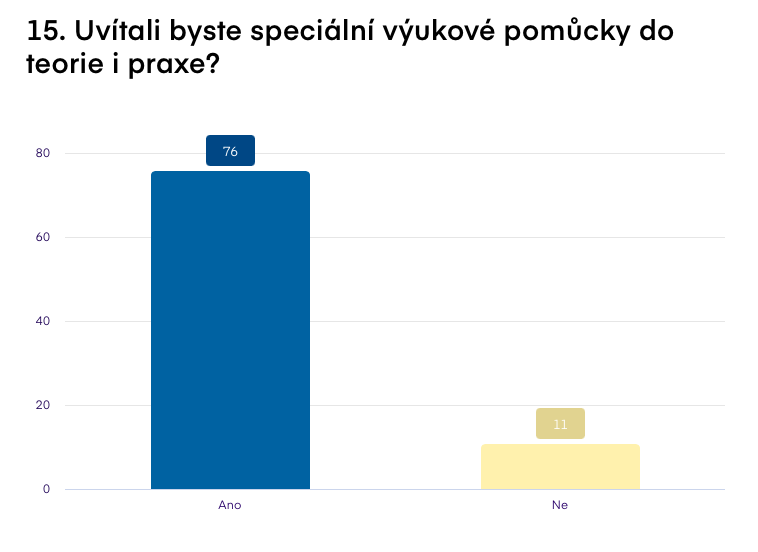 15. Uvítali byste speciální výukové pomůcky do
teorie i praxe?
76
80
60
40
20
11
0
Ano
Ne